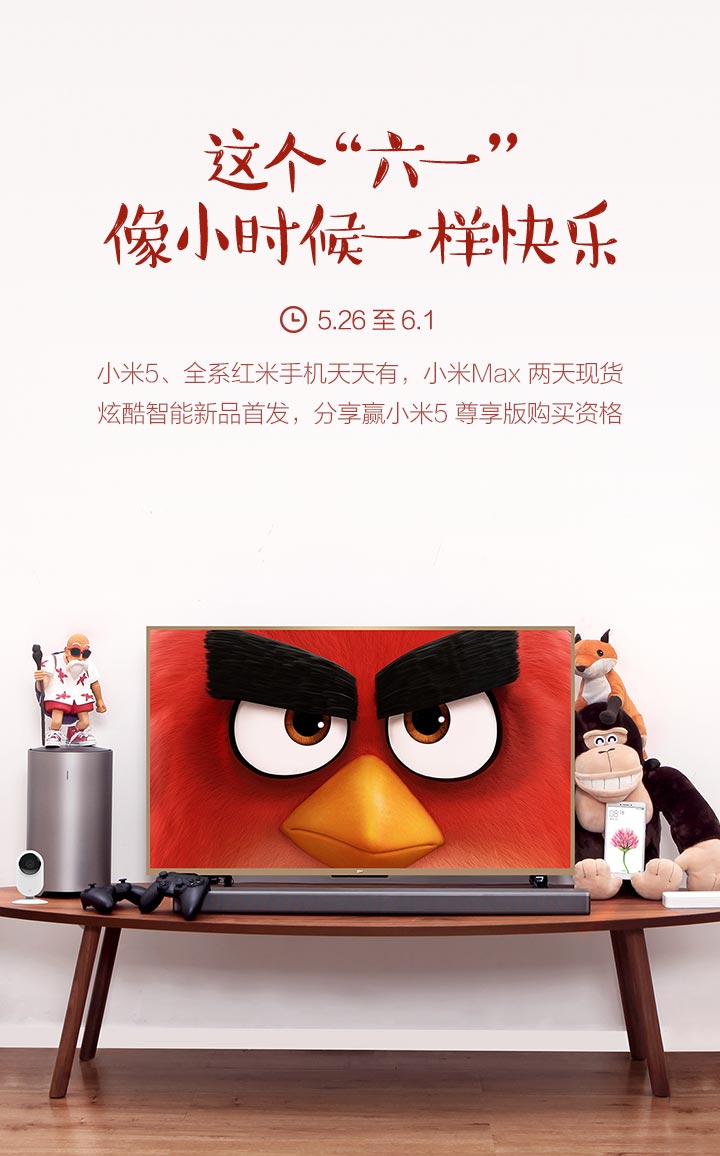 这个“六一”
像小时候一样快乐
5.26 至 6.1
小米5、全系红米手机天天有，小米Max 两天现货
炫酷智能新品首发，分享赢小米5 尊享版购买资格